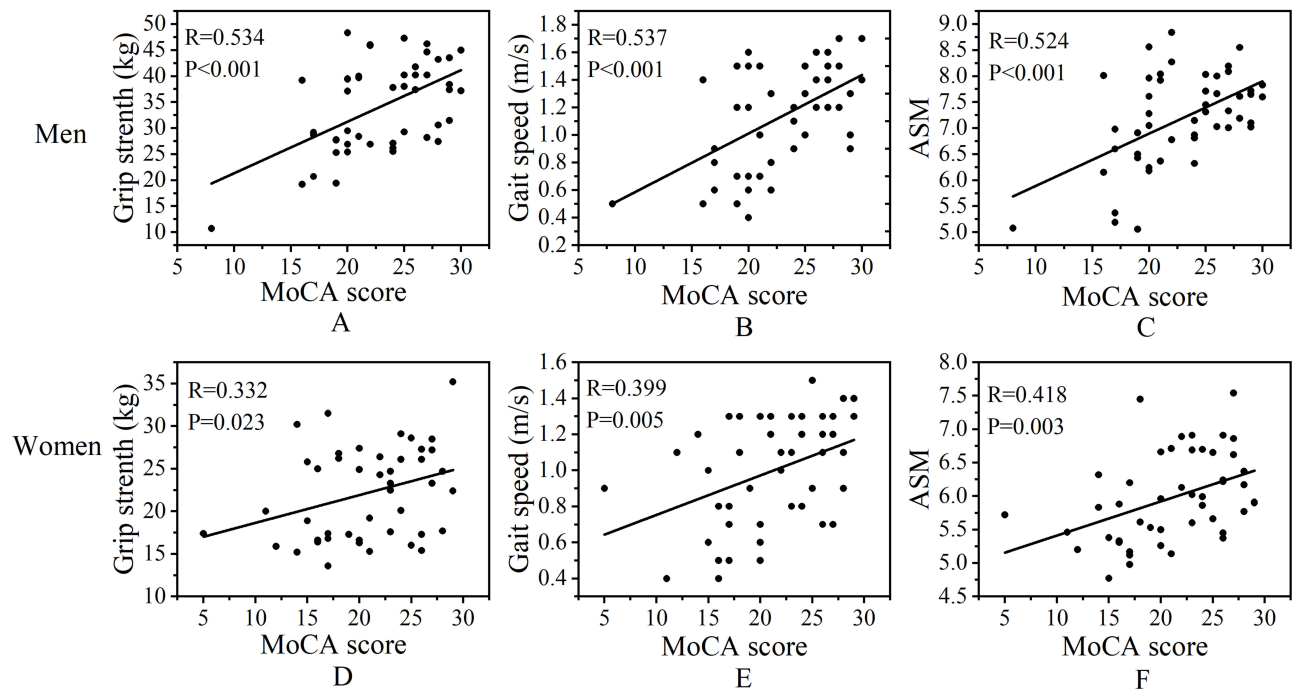 Men
Grip strenth (kg)
50
45
40
35
30
25
20
15
10
R=0.534
P<0.001
5 10 15 20 25 30
MoCA score
A
Gait speed (m/s)
1.8
1.6
1.4
1.2
1.0
0.8
0.6
0.4
0.2
R=0.537
P<0.001
5 10 15 20 25 30
MoCA score
B
ASM
9.0
8.5
8.0
7.5
7.0
6.5
6.0
5.5
5.0
R=0.524
P<0.001
5 10 15 20 25 30
MoCA score
C
Women
Grip strenth (kg)
35
30
25
20
15
10
R=0.332
P=0.023
5 10 15 20 25 30
MoCA score
D
Gait speed (m/s)
1.6
1.4
1.2
1.0
0.8
0.6
0.4
R=0.399
P=0.005
5 10 15 20 25 30
MoCA score
E
ASM
8.0
7.5
7.0
6.5
6.0
5.5
5.0
4.5
R=0.418
P=0.003
5 10 15 20 25 30
MoCA score
F